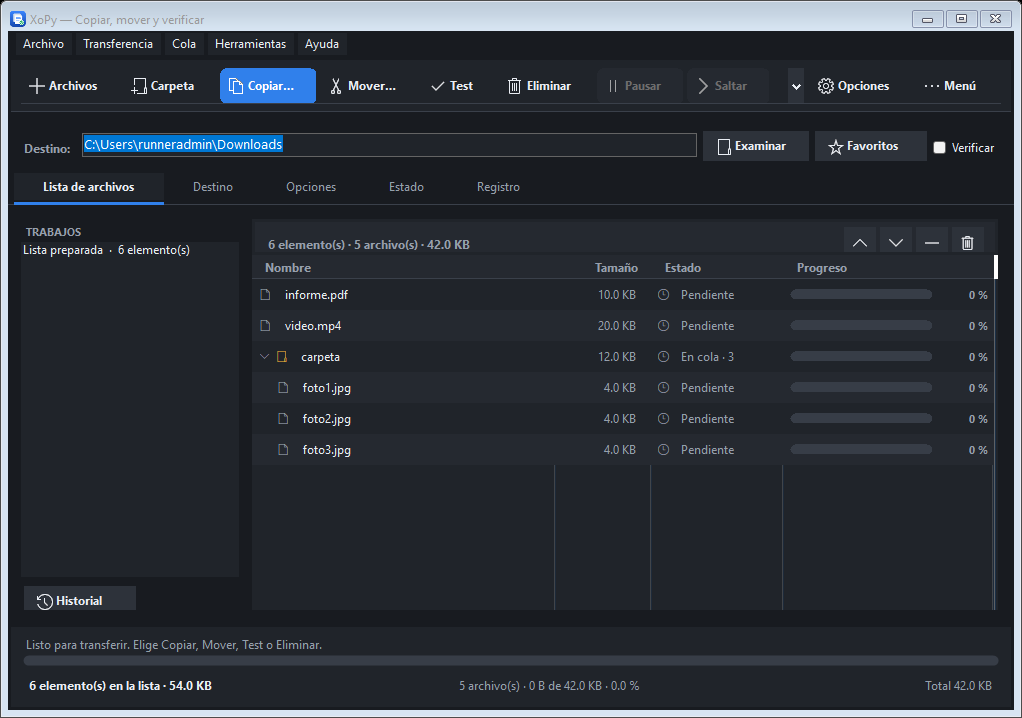 XoPy — Copiar, mover y verificar
Archivo Transferencia Cola Herramientas Ayuda
Archivos Carpeta Copiar... Mover... Test Eliminar Pausar Saltar Opciones ··· Menú
Destino: C:\Users\runneradmin\Downloads Examinar Favoritos Verificar
Lista de archivos Destino Opciones Estado Registro
TRABAJOS
Lista preparada · 6 elemento(s)
Historial
6 elemento(s) · 5 archivo(s) · 42.0 KB
Nombre Tamaño Estado Progreso
informe.pdf 10.0 KB Pendiente 0 %
video.mp4 20.0 KB Pendiente 0 %
carpeta 12.0 KB En cola · 3 0 %
foto1.jpg 4.0 KB Pendiente 0 %
foto2.jpg 4.0 KB Pendiente 0 %
foto3.jpg 4.0 KB Pendiente 0 %
Listo para transferir. Elige Copiar, Mover, Test o Eliminar.
6 elemento(s) en la lista · 54.0 KB 5 archivo(s) · 0 B de 42.0 KB · 0.0 % Total 42.0 KB